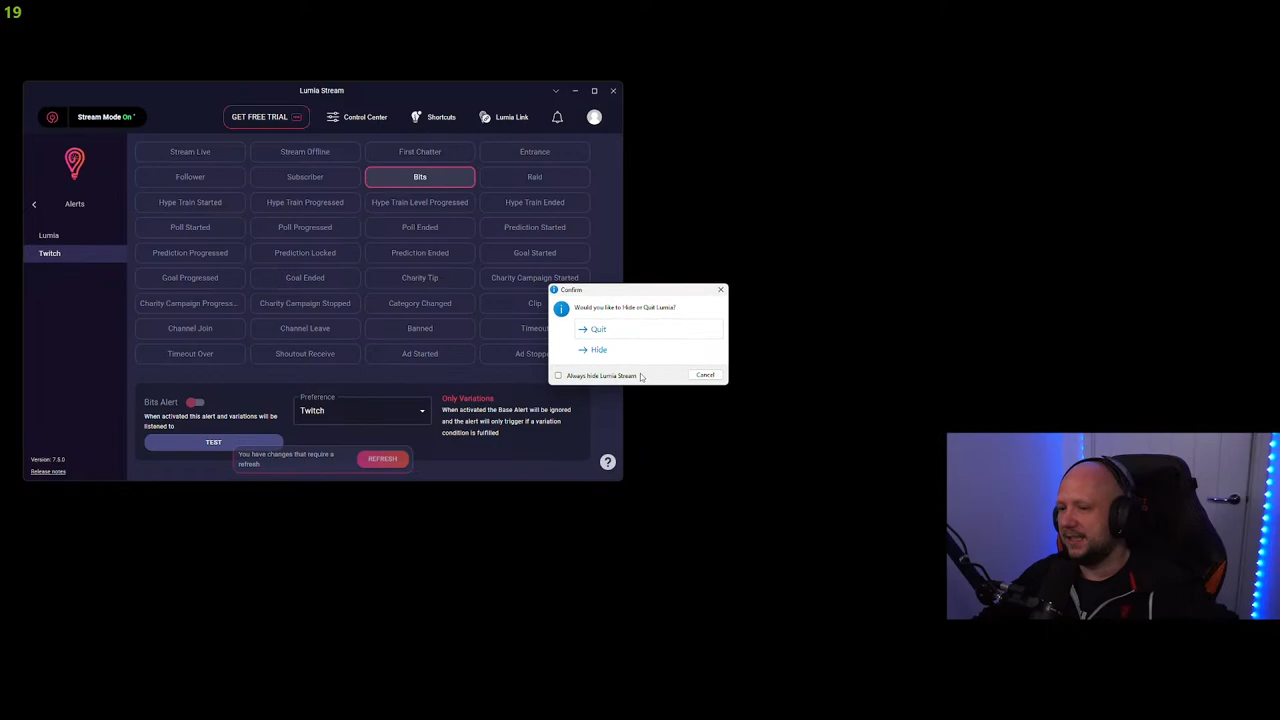 19
Lumia Stream
Stream Mode On
GET FREE TRIAL
Control Center
Shortcuts
Lumia Link
Alerts
Lumia
Twitch
Stream Live
Stream Offline
First Chatter
Entrance
Follower
Subscriber
Bits
Raid
Hype Train Started
Hype Train Progressed
Hype Train Level Progressed
Hype Train Ended
Poll Started
Poll Progressed
Poll Ended
Prediction Started
Prediction Progressed
Prediction Locked
Prediction Ended
Goal Started
Goal Progressed
Goal Ended
Charity Tip
Charity Campaign Started
Charity Campaign Progress...
Charity Campaign Stopped
Category Changed
Clip
Channel Join
Channel Leave
Banned
Timeout
Timeout Over
Shoutout Receive
Ad Started
Ad Stoppe
Confirm
Would you like to Hide or Quit Lumia?
Quit
Hide
Always hide Lumia Stream
Cancel
Bits Alert
When activated this alert and variations will be
listened to
TEST
Preference
Twitch
Only Variations
When activated the Base Alert will be ignored
and the alert will only trigger if a variation
condition is fulfilled
You have changes that require a
refresh
REFRESH
Version: 7.5.0
Release notes
?